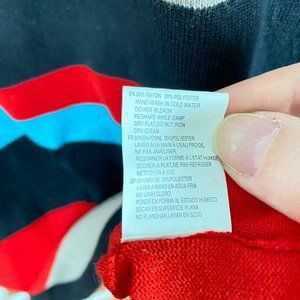 EN 80% RAYON 20% POLYESTER
HAND WASH IN COLD WATER
DO NOT BLEACH
RESHAPE WHILE DAMP
DRY FLAT,DO NOT IRON
DRY CLEAN
FR 80% RAYONNE 20% POLYESTER
LAVER À LA MAIN À L'EAU FROIDE,
NE PAS JAVELISER
REDONNER LA FORME À L'ÉTAT HUMIDE
SECHER A PLAT,NE PAS REPASSER
NETTOYER À SEC
SP 80% RAYON 20% POLIESTER
LAVAR A MANO EN AGUA FRIA
NO USAR CLORO
PONER EN FORMA AL ESTADO HUMEDO
SECAR EN SUPERFICIE PLANA
NO PLANCHAR,LAVAR EN SECO